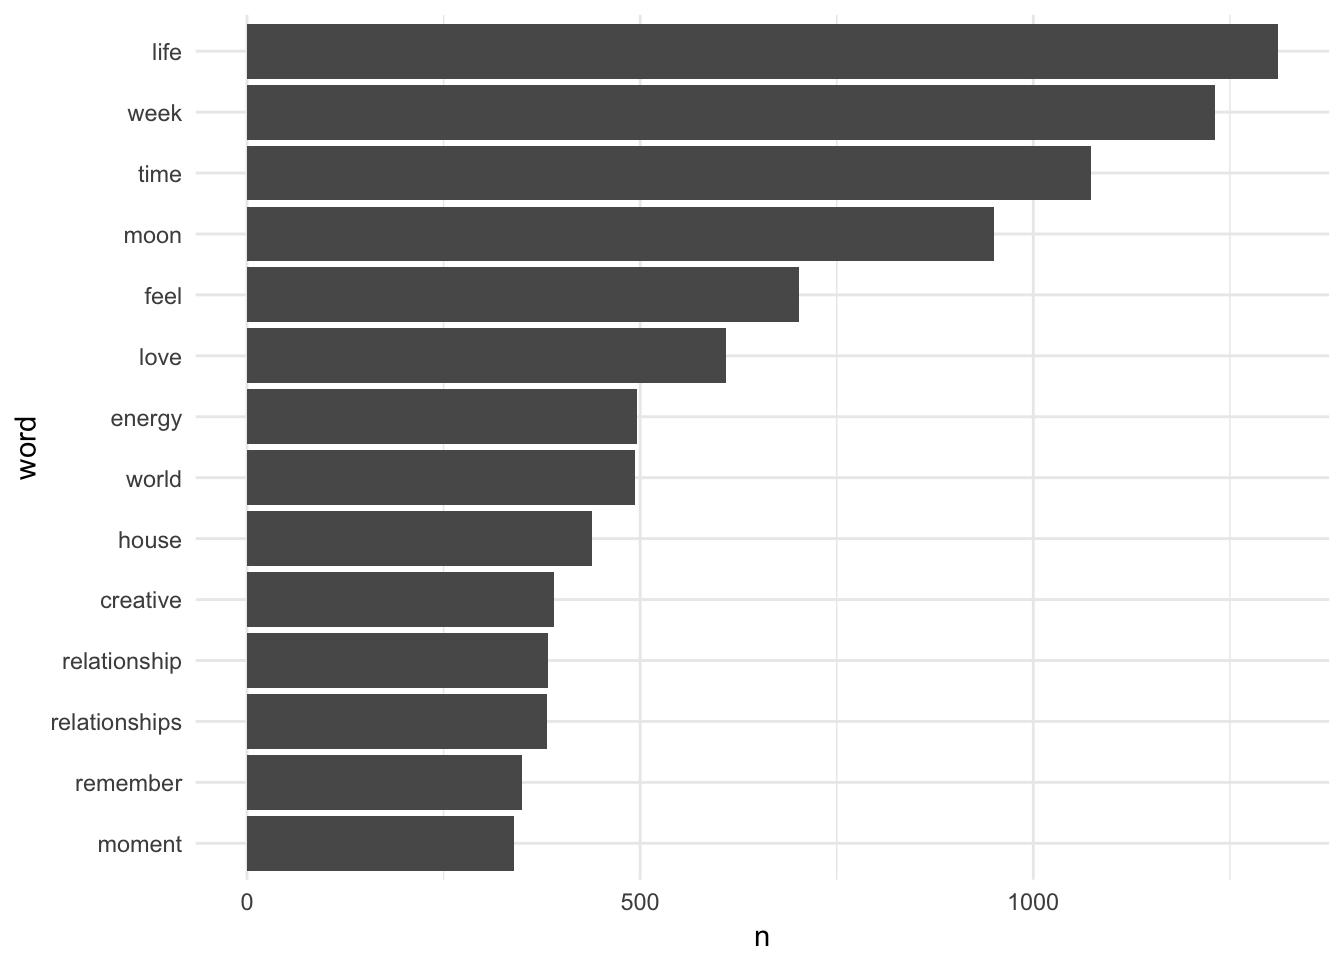 life
week
time
moon
feel
love
energy
world
house
creative
relationship
relationships
remember
moment
word
0 500 1000
n